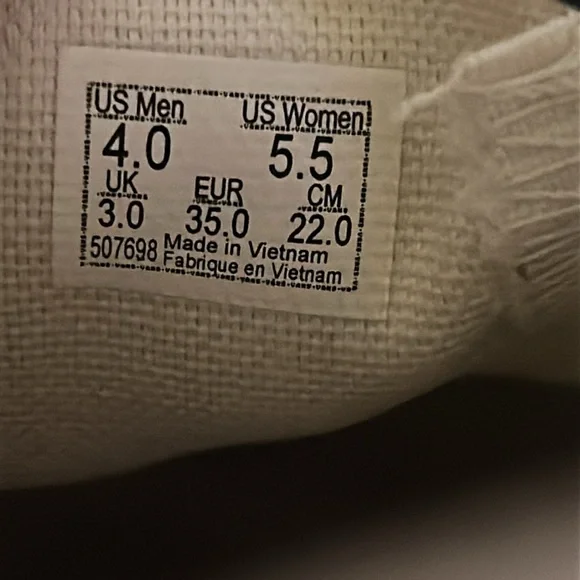 US Men US Women
4.0 5.5
UK EUR CM
3.0 35.0 22.0
507698 Made in Vietnam
Fabrique en Vietnam